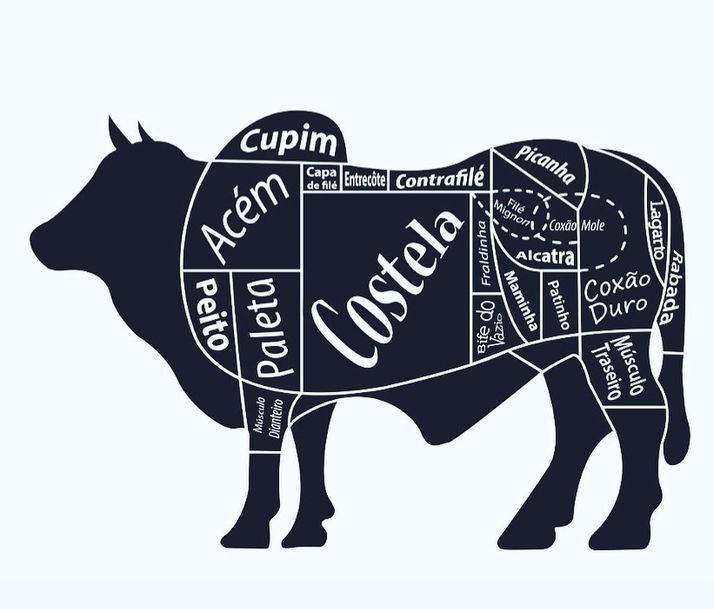 Cupim
Capa
de filé
Entrecôte
Contrafilé
Picanha
Acém
Filé
Mignon
Coxão Mole
Lagarto
Costela
Fraldinha
Alcatra
Rabada
Peito
Paleta
Maminha
Patinho
Coxão
Duro
Bife do
Vazio
Músculo
Traseiro
Músculo
Dianteiro